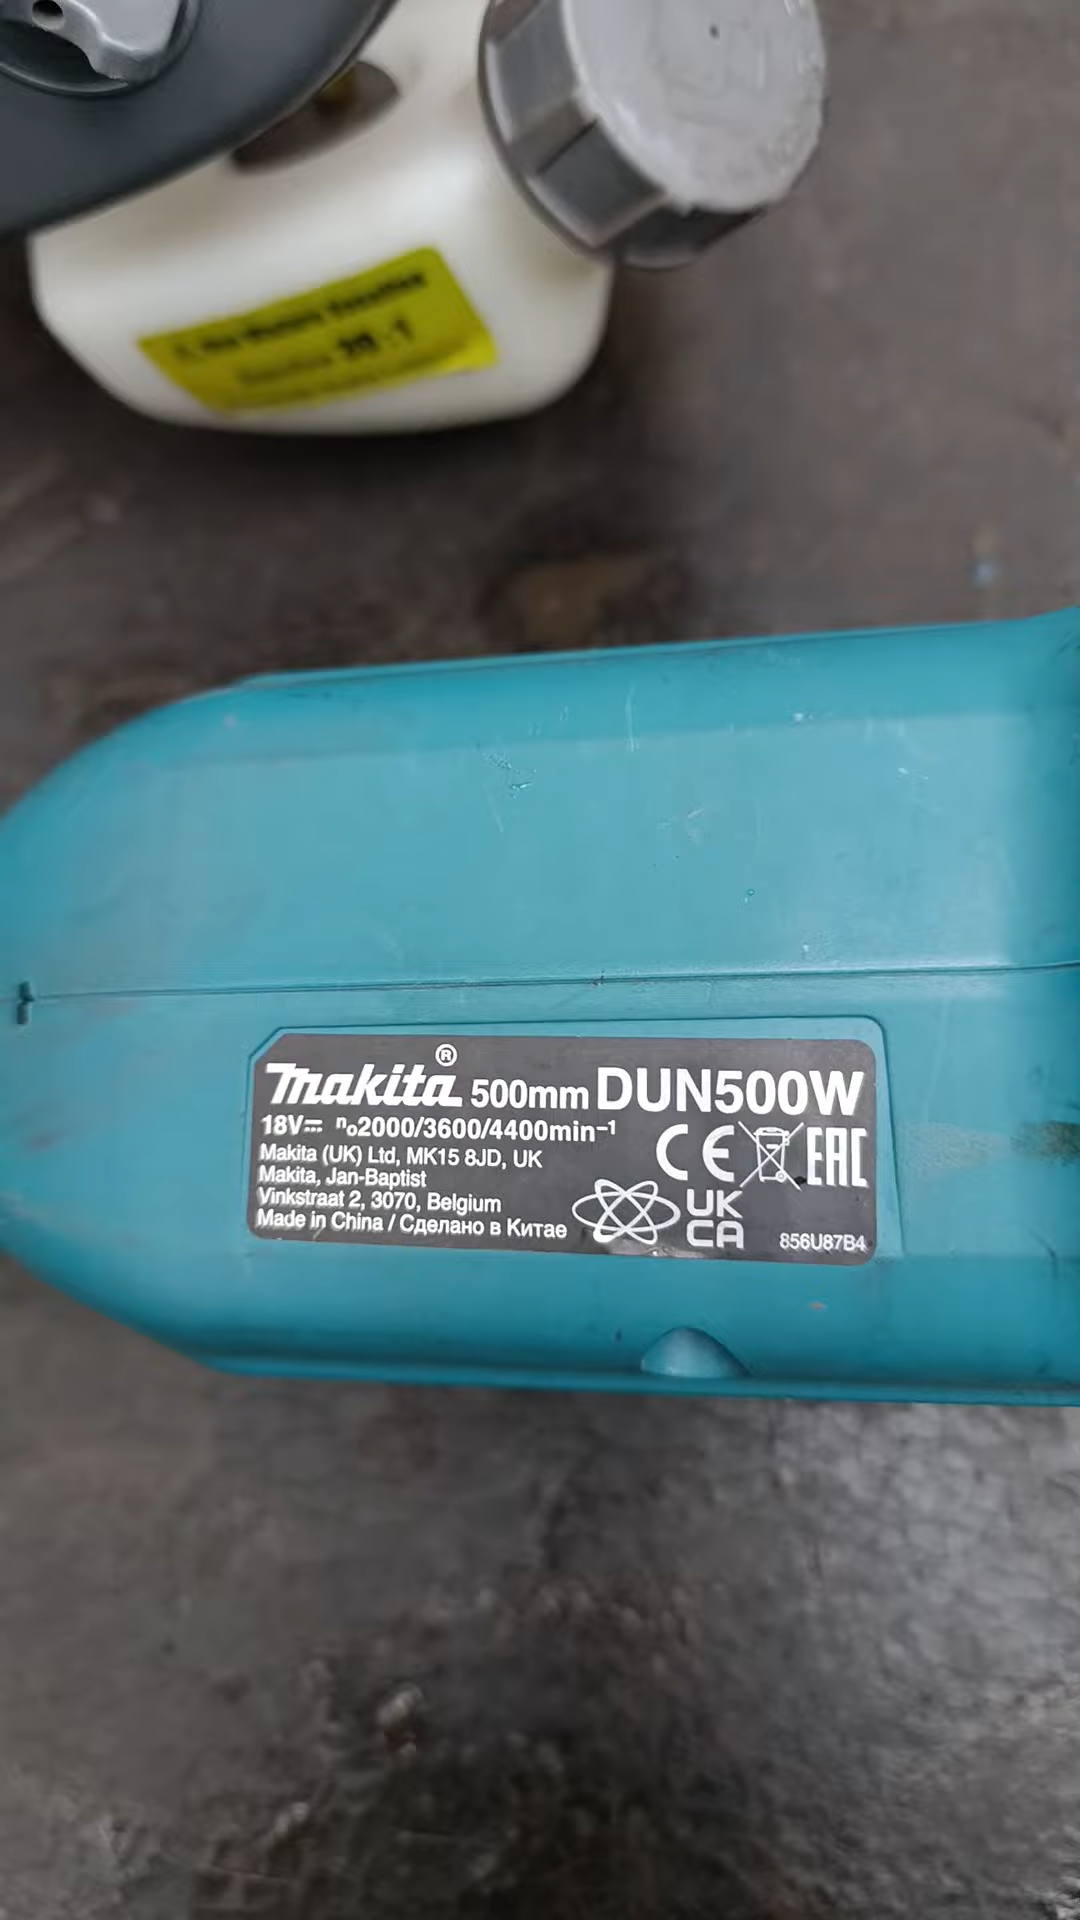 Makita® 500mm DUN500W
18V⎓ n₀2000/3600/4400min⁻¹
Makita (UK) Ltd, MK15 8JD, UK
Makita, Jan-Baptist
Vinkstraat 2, 3070, Belgium
Made in China / Сделано в Китае
CE EAC
UK
CA
856U87B4